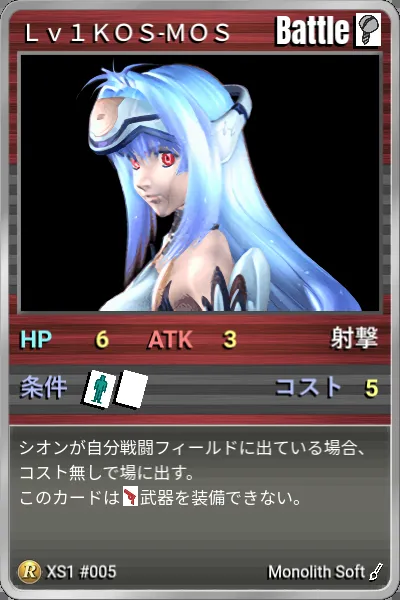 Ｌｖ１ＫＯＳ-ＭＯＳ Battle
HP 6 ATK 3 射撃
条件 コスト 5
シオンが自分戦闘フィールドに出ている場合、
コスト無しで場に出す。
このカードは武器を装備できない。
R XS1 #005 Monolith Soft